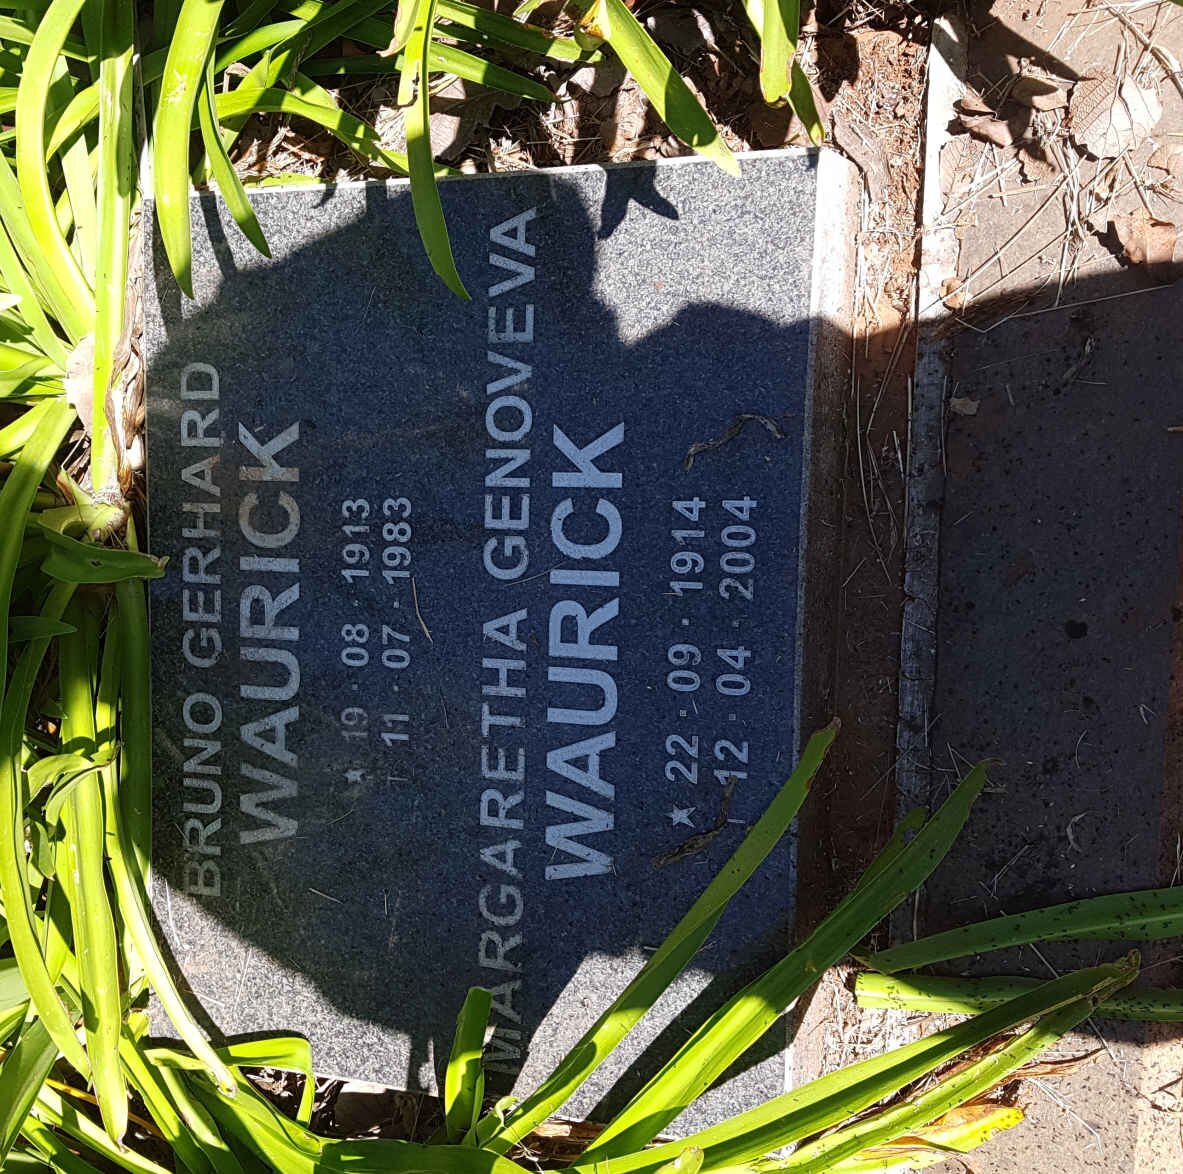 BRUNO GERHARD
WAURICK
★ 19 · 08 · 1913
† 11 · 07 · 1983
MARGARETHA GENOVEVA
WAURICK
★ 22 · 09 · 1914
† 12 · 04 · 2004